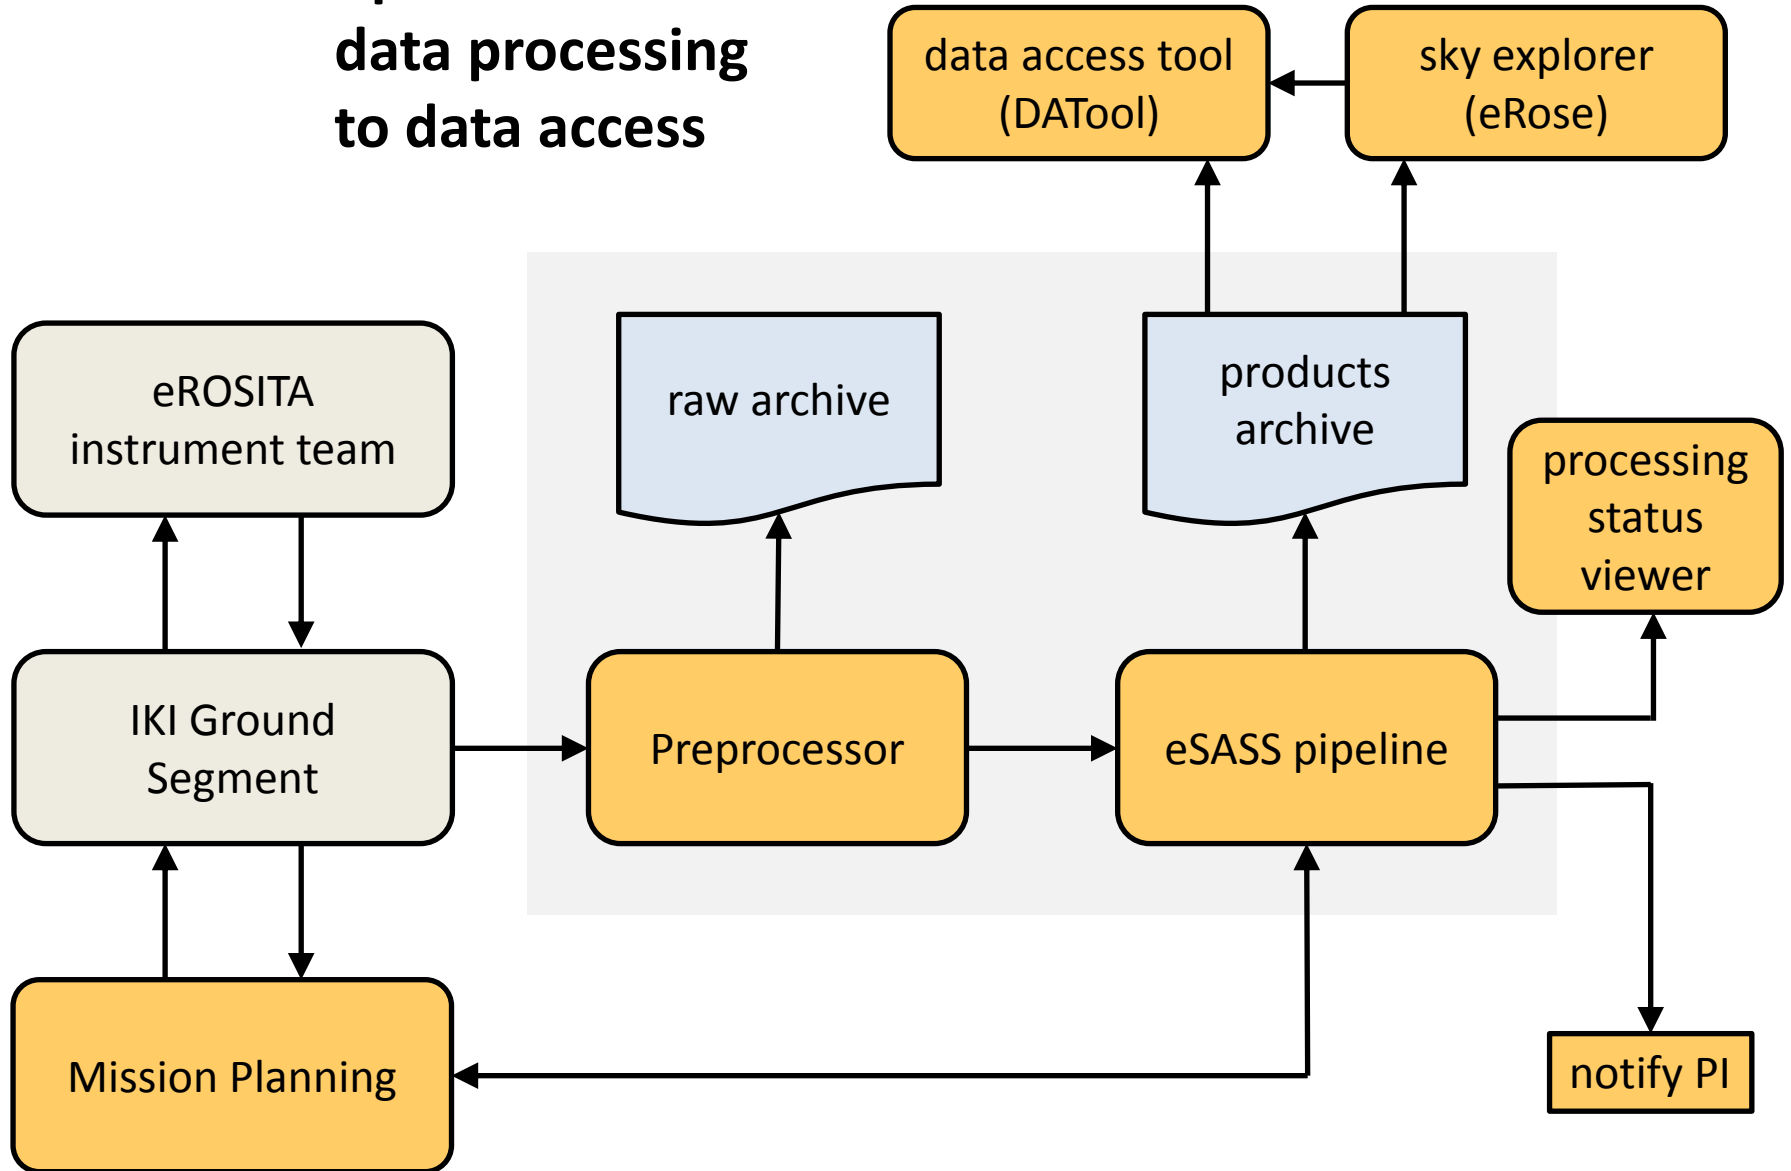 data processing
to data access
data access tool
(DATool)
sky explorer
(eRose)
eROSITA
instrument team
raw archive
products
archive
processing
status
viewer
IKI Ground
Segment
Preprocessor
eSASS pipeline
Mission Planning
notify PI